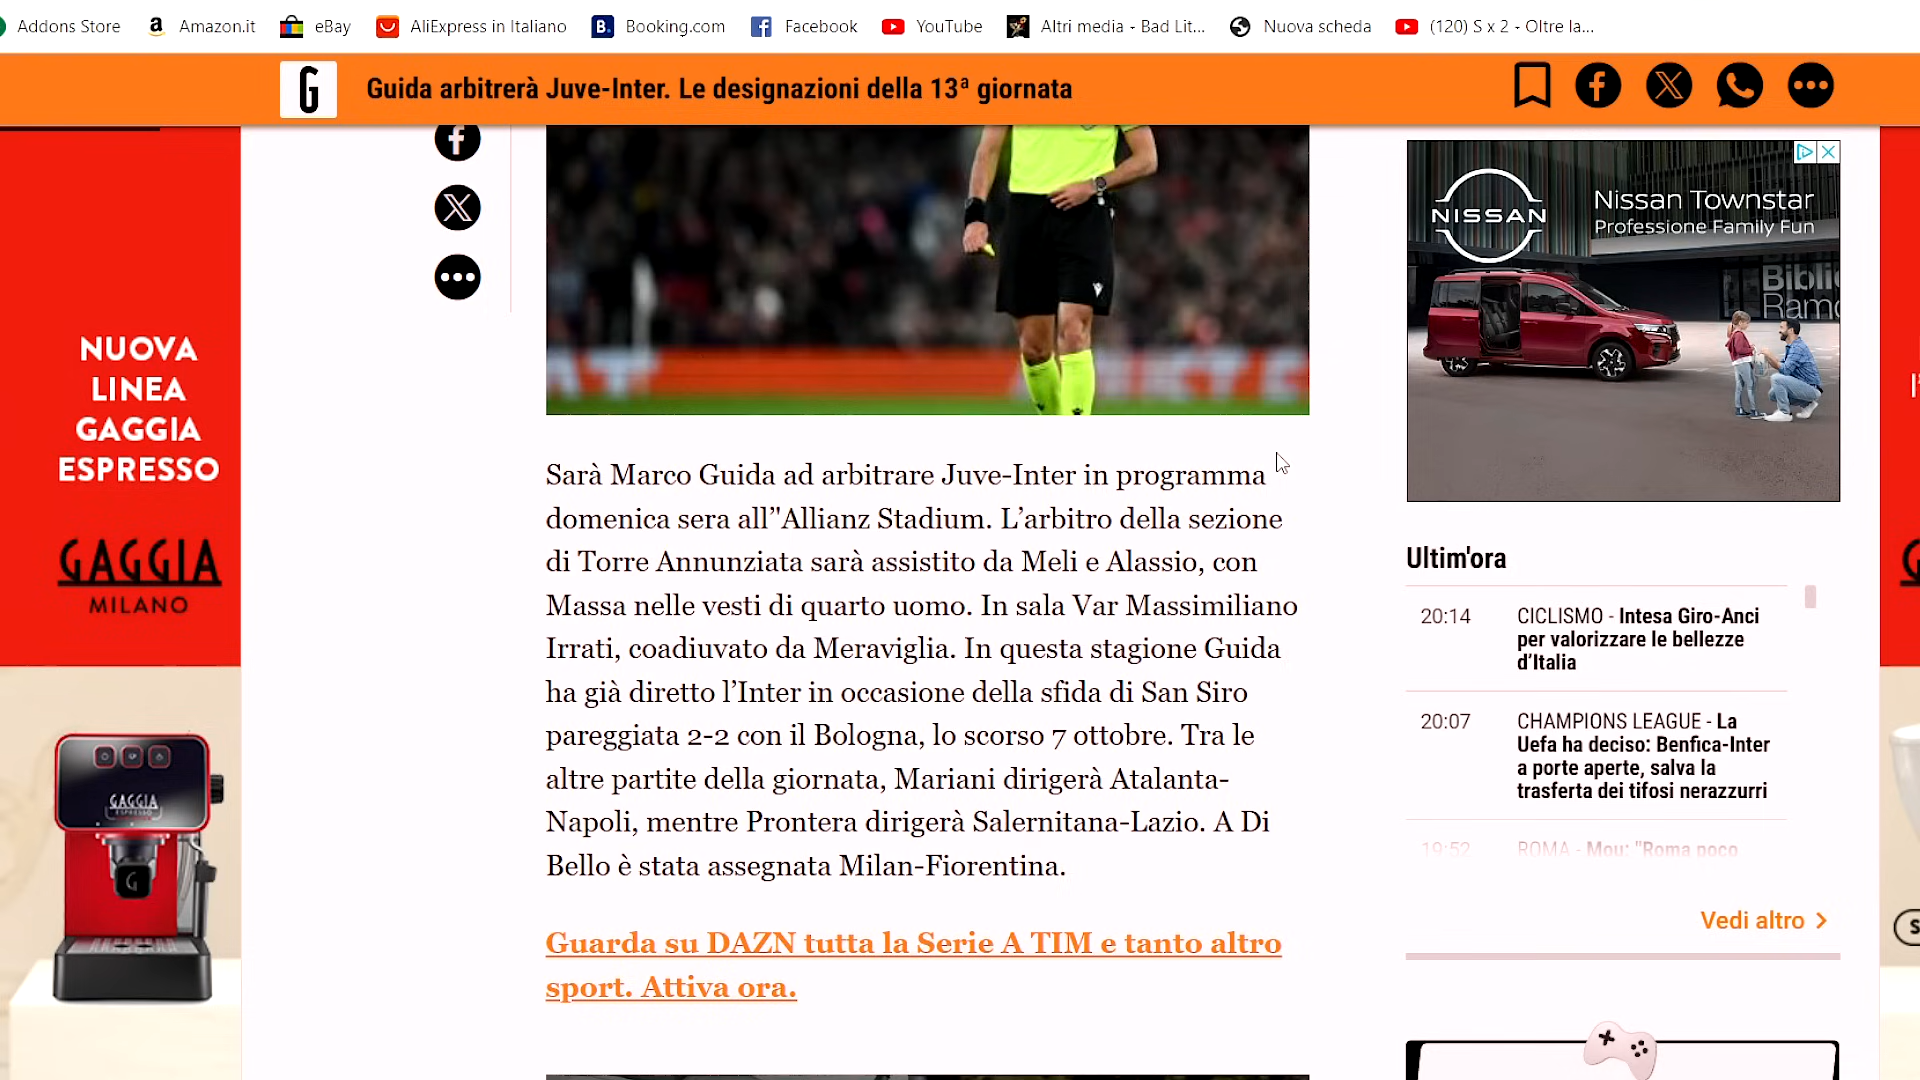 Addons Store
Amazon.it
eBay
AliExpress in Italiano
B.
Booking.com
Facebook
YouTube
Altri media - Bad Lit...
Nuova scheda
(120) S x 2 - Oltre la...
G
Guida arbitrerà Juve-Inter. Le designazioni della 13ª giornata
NUOVA
LINEA
GAGGIA
ESPRESSO
GAGGIA
MILANO
GAGGIA
ESPRESSO
G
Sarà Marco Guida ad arbitrare Juve-Inter in programma
domenica sera all'’Allianz Stadium. L’arbitro della sezione
di Torre Annunziata sarà assistito da Meli e Alassio, con
Massa nelle vesti di quarto uomo. In sala Var Massimiliano
Irrati, coadiuvato da Meraviglia. In questa stagione Guida
ha già diretto l’Inter in occasione della sfida di San Siro
pareggiata 2-2 con il Bologna, lo scorso 7 ottobre. Tra le
altre partite della giornata, Mariani dirigerà Atalanta-
Napoli, mentre Prontera dirigerà Salernitana-Lazio. A Di
Bello è stata assegnata Milan-Fiorentina.
Guarda su DAZN tutta la Serie A TIM e tanto altro
sport. Attiva ora.
NISSAN
Nissan Townstar
Professione Family Fun
Ultim'ora
20:14
CICLISMO - Intesa Giro-Anci
per valorizzare le bellezze
d’Italia
20:07
CHAMPIONS LEAGUE - La
Uefa ha deciso: Benfica-Inter
a porte aperte, salva la
trasferta dei tifosi nerazzurri
19:52
ROMA - Mou: "Roma poco
Vedi altro